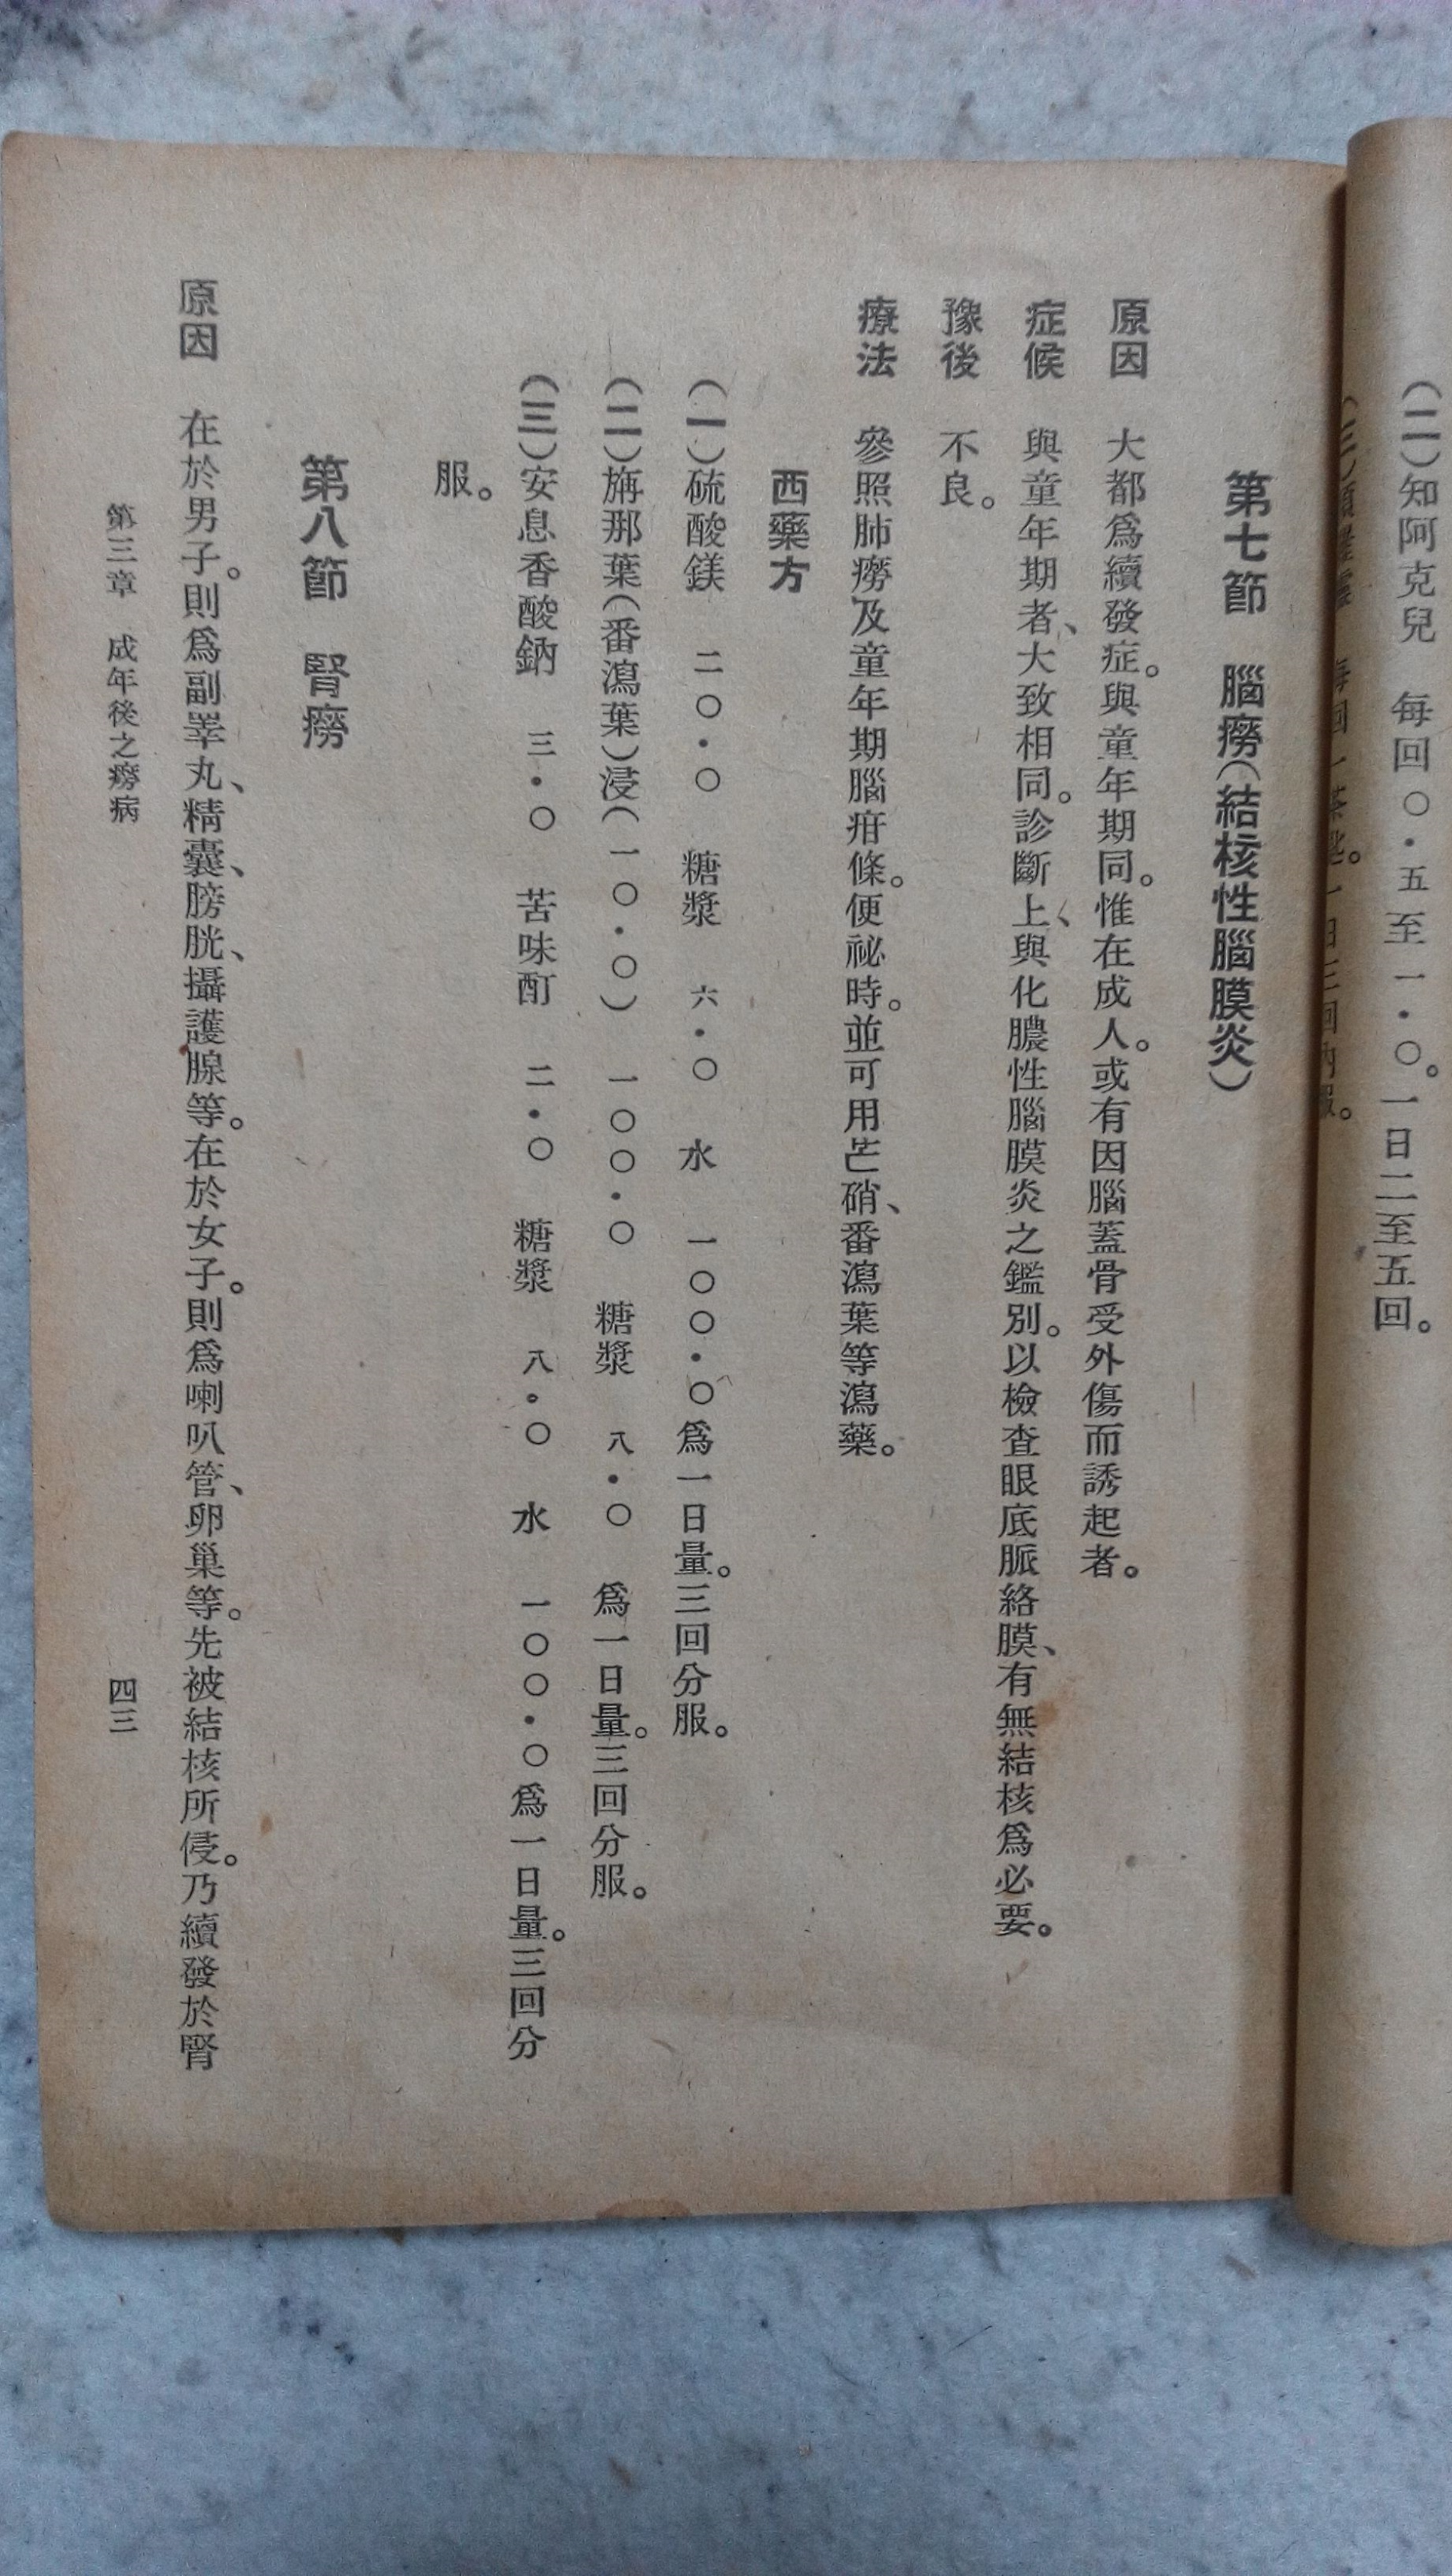 (二)知阿克兒　每回〇・五至一・〇。一日二至五回。
一日三回
第七節　腦癆(結核性腦膜炎)
原因　大都爲續發症。與童年期同。惟在成人。或有因腦蓋骨受外傷而誘起者。
症候　與童年期者、大致相同。診斷上、與化膿性腦膜炎之鑑別。以檢查眼底脈絡膜、有無結核爲必要。
豫後　不良。
療法　參照肺癆及童年期腦疳條。便祕時。並可用芒硝、番瀉葉等瀉藥。
西藥方
(一)硫酸鎂　二〇・〇　糖漿　六・〇　水　一〇〇・〇爲一日量。三回分服。
(二)旃那葉(番瀉葉)浸(一〇・〇)　一〇〇・〇　糖漿　八・〇　爲一日量。三回分服。
(三)安息香酸鈉　三・〇　苦味酊　二・〇　糖漿　八・〇　水　一〇〇・〇爲一日量。三回分
服。
第八節　腎癆
原因　在於男子。則爲副睾丸、精囊、膀胱、攝護腺等。在於女子。則爲喇叭管、卵巢等。先被結核所侵。乃續發於腎
第三章　成年後之癆病　四三